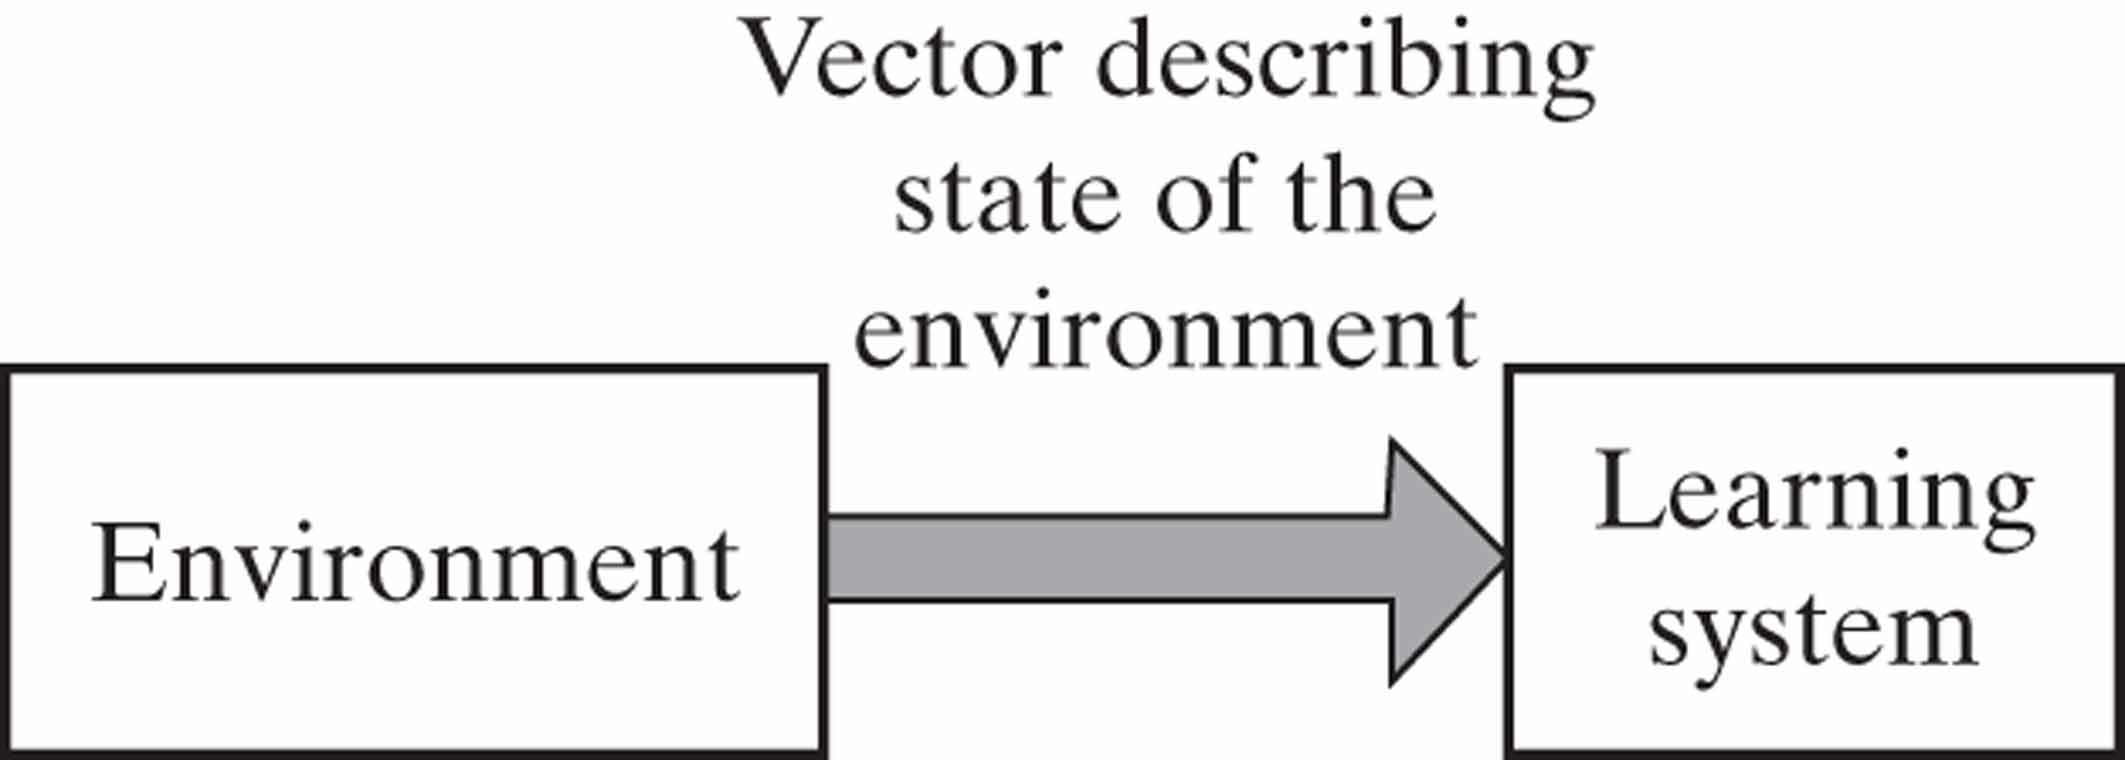 Vector describing
state of the
environment
Environment
Learning
system